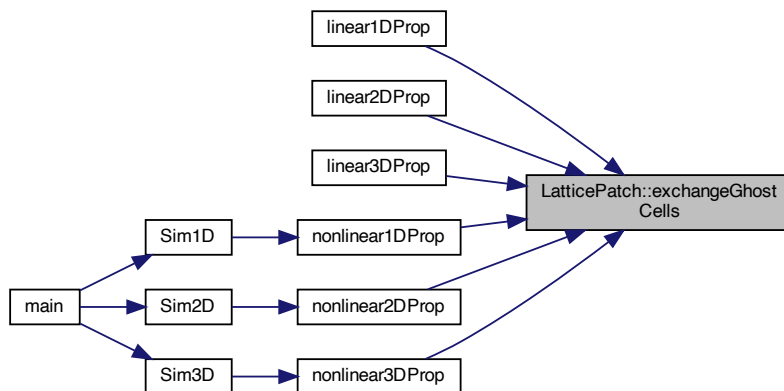 linear1DProp
linear2DProp
linear3DProp
LatticePatch::exchangeGhost
Cells
Sim1D
nonlinear1DProp
main
Sim2D
nonlinear2DProp
Sim3D
nonlinear3DProp